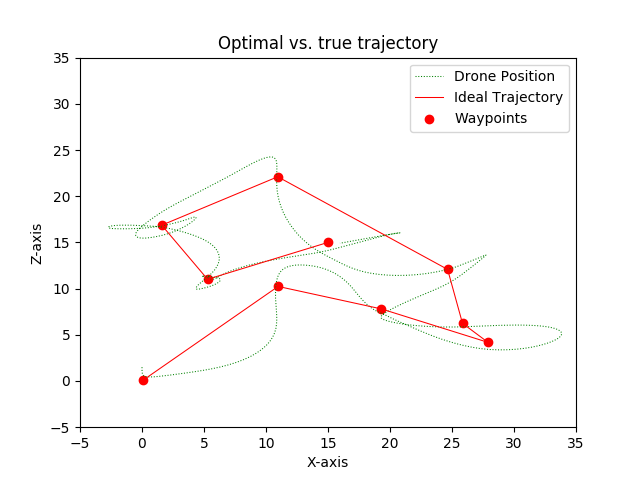 Optimal vs. true trajectory
Drone Position
Ideal Trajectory
Waypoints
35
30
25
20
15
10
5
0
−5
Z-axis
−5 0 5 10 15 20 25 30 35
X-axis